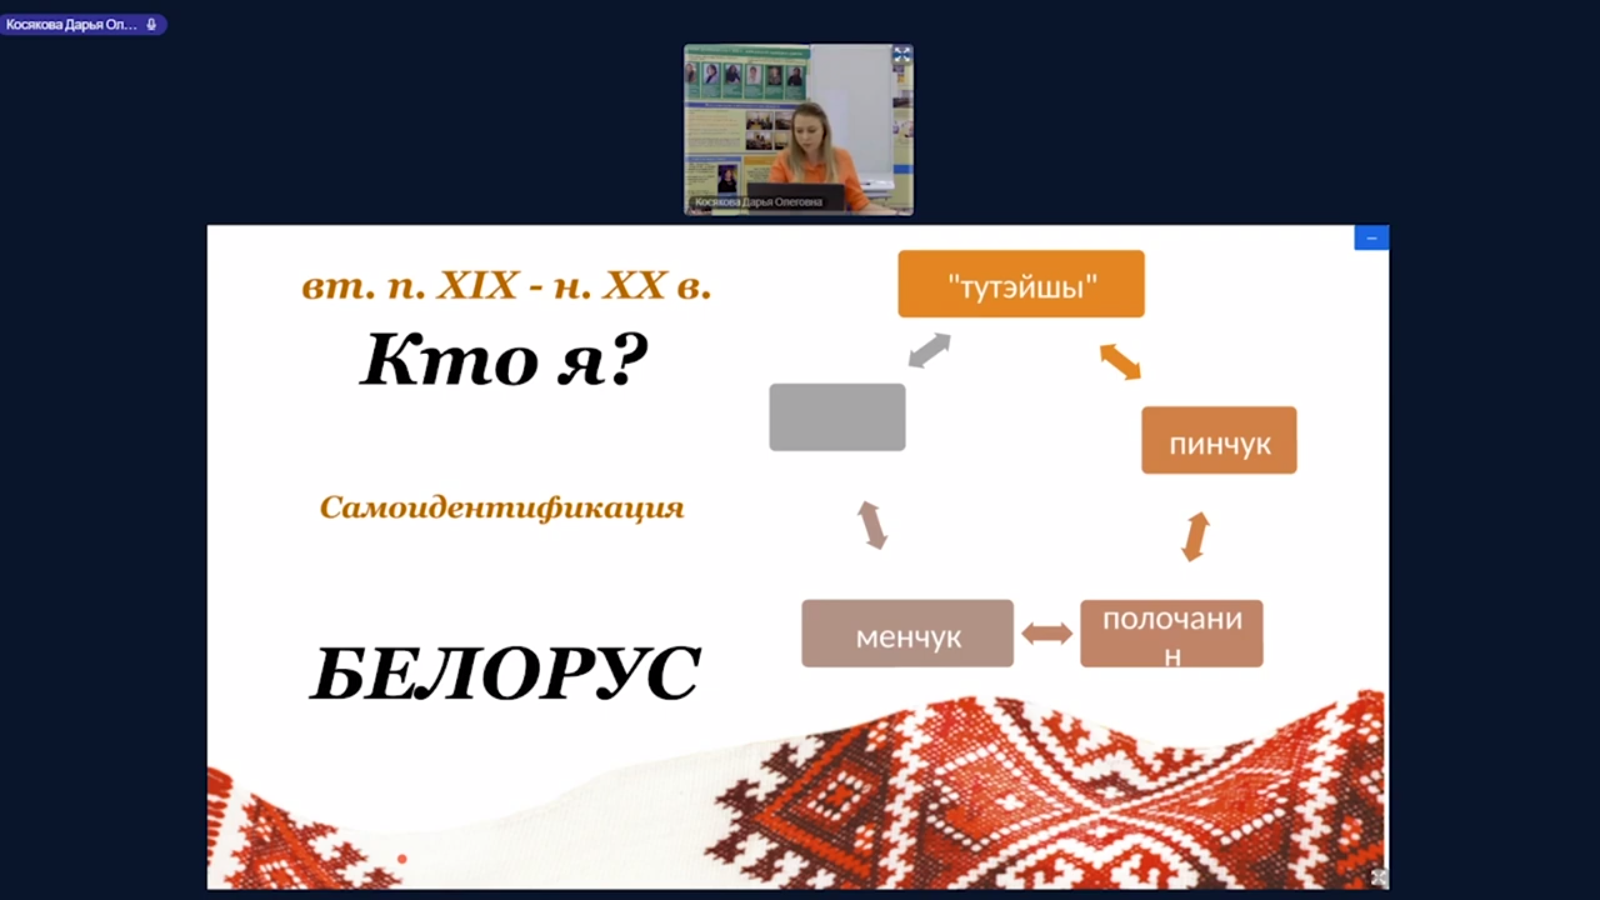 Косякова Дарья Ол...
Косякова Дарья Олеговна
вт. п. XIX - н. XX в.
Кто я?
Самоидентификация
БЕЛОРУС
"тутэйшы"
пинчук
полочани
н
менчук